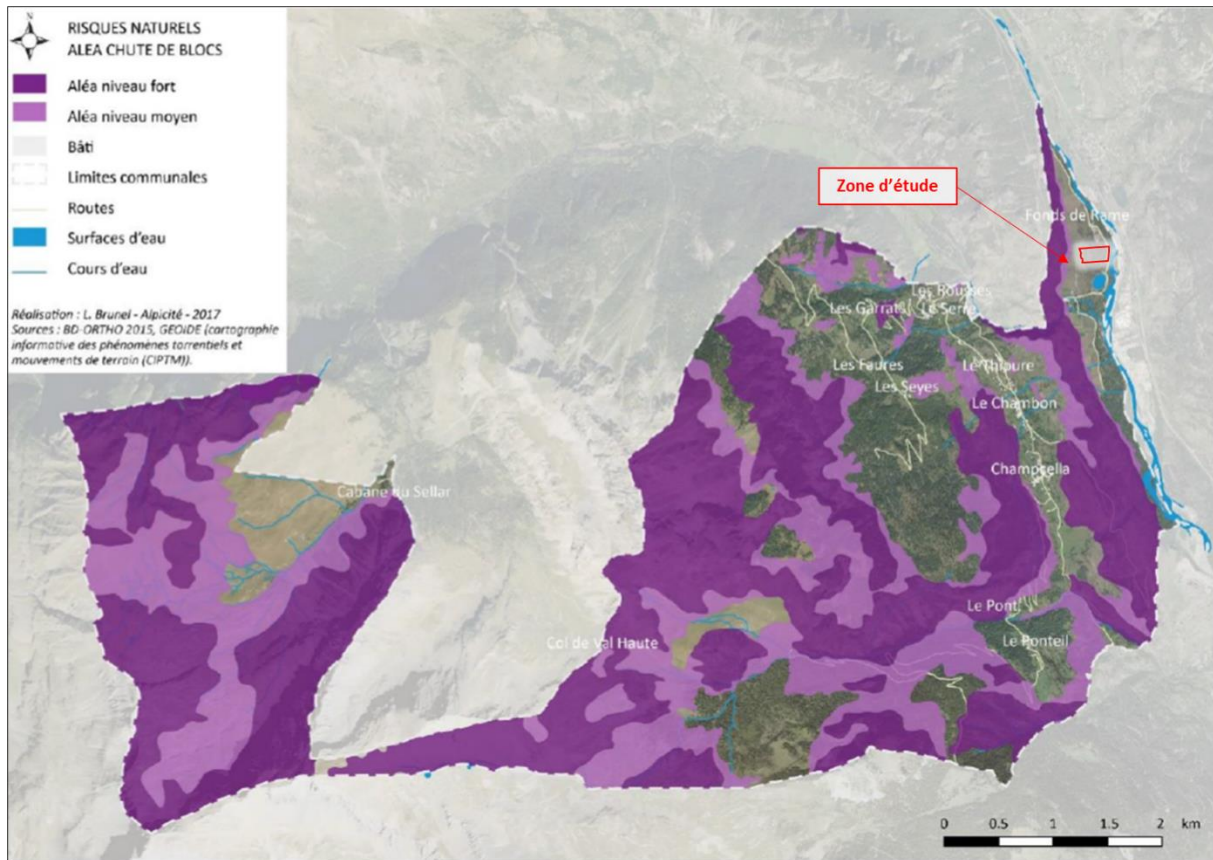 N
RISQUES NATURELS
ALEA CHUTE DE BLOCS
Aléa niveau fort
Aléa niveau moyen
Bâti
Limites communales
Routes
Surfaces d'eau
Cours d'eau
Réalisation : L. Brunel - Alpicité - 2017
Sources : BD-ORTHO 2015, GEOIDE (cartographie
informative des phénomènes torrentiels et
mouvements de terrain (CIPTM)).
Zone d'étude
Fonds de Rame
Les Rousses
Les Garrats
Le Serre
Les Faures
Le Thipure
Les Seyes
Le Chambon
Champcella
Cabane du Sellar
Le Pont
Col de Val Haute
Le Ponteil
0 0.5 1 1.5 2 km